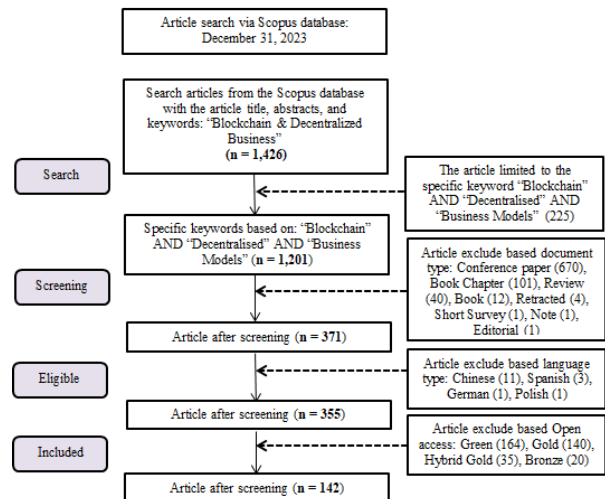 Article search via Scopus database:
December 31, 2023
Search articles from the Scopus database
with the article title, abstracts, and
keywords: “Blockchain & Decentralized
Business”
(n = 1,426)
Search
The article limited to the
specific keyword “Blockchain”
AND “Decentralised” AND
“Business Models” (225)
Specific keywords based on: “Blockchain”
AND “Decentralised” AND “Business
Models” (n = 1,201)
Screening
Article exclude based document
type: Conference paper (670),
Book Chapter (101), Review
(40), Book (12), Retracted (4),
Short Survey (1), Note (1),
Editorial (1)
Article after screening (n = 371)
Eligible
Article exclude based language
type: Chinese (11), Spanish (3),
German (1), Polish (1)
Article after screening (n = 355)
Included
Article exclude based Open
access: Green (164), Gold (140),
Hybrid Gold (35), Bronze (20)
Article after screening (n = 142)